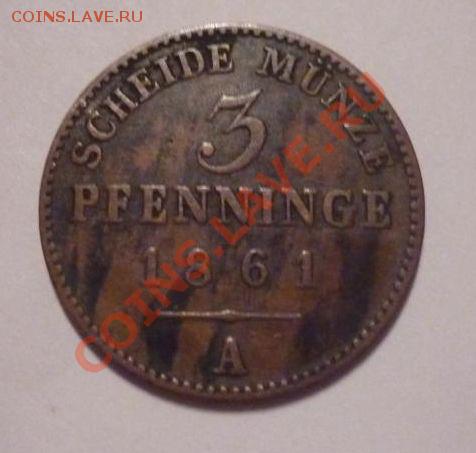 COINS.LAVE.RU
SCHEIDE MÜNZE
3
PFENNINGE
1861
A
COINS.LAVE.RU